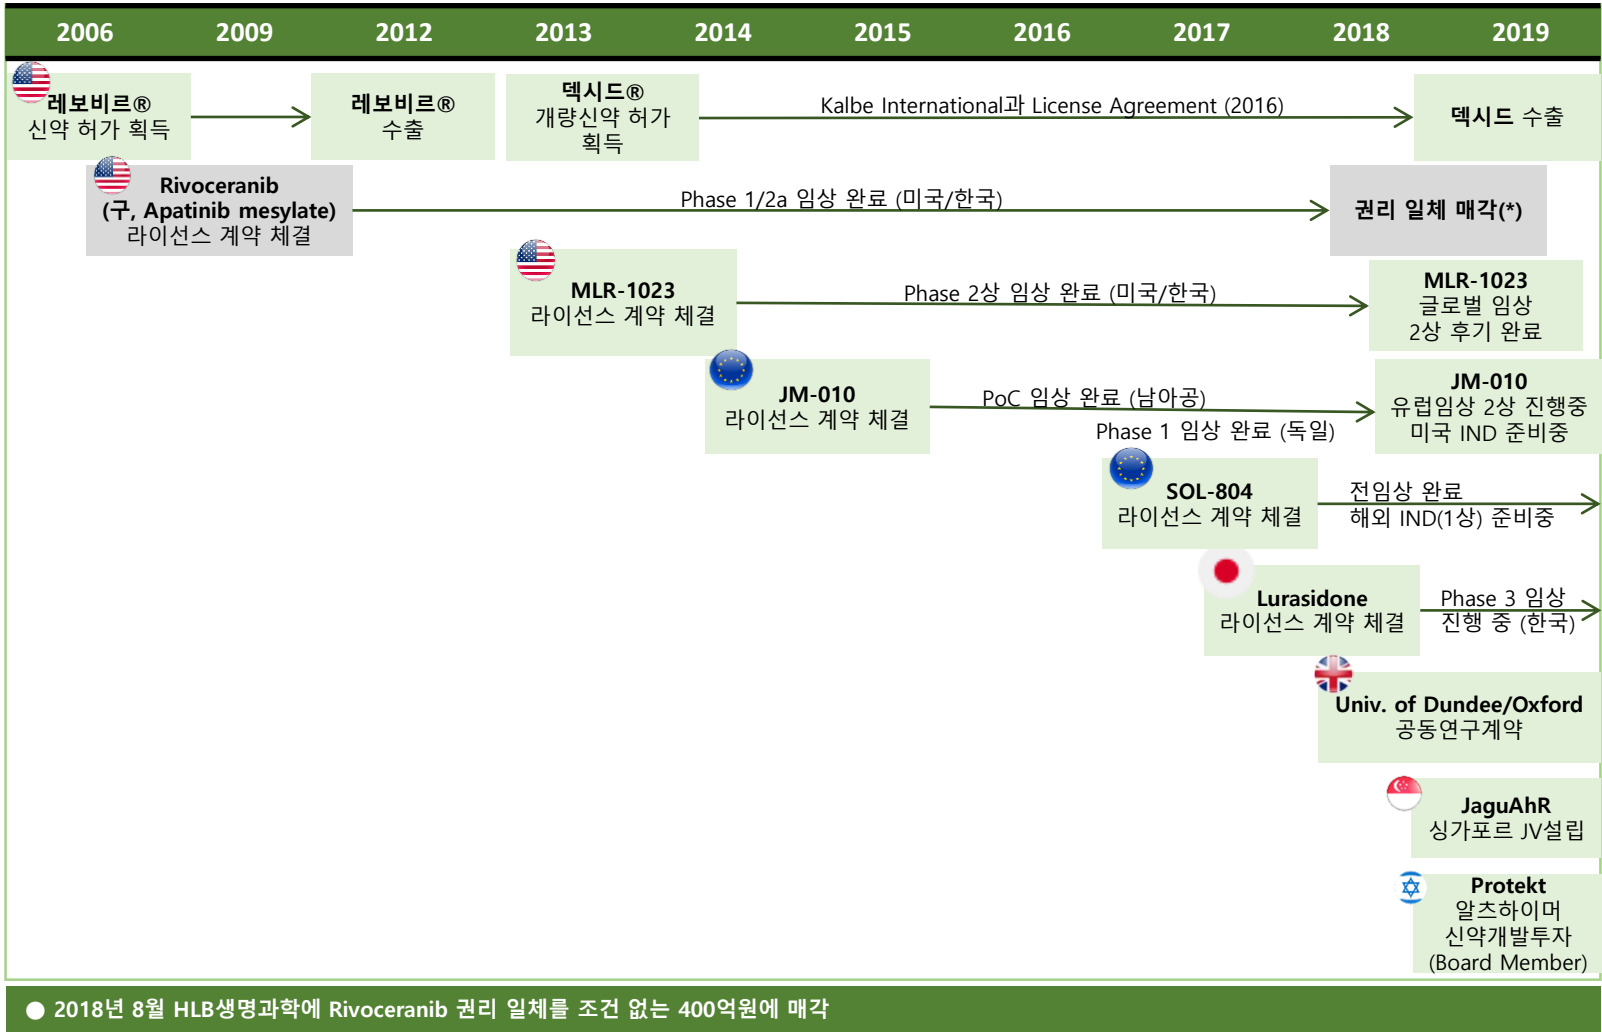 2006 2009 2012 2013 2014 2015 2016 2017 2018 2019
레보비르®
신약 허가 획득
레보비르®
수출
덱시드®
개량신약 허가
획득
Kalbe International과 License Agreement (2016)
덱시드 수출
Rivoceranib
(구, Apatinib mesylate)
라이선스 계약 체결
Phase 1/2a 임상 완료 (미국/한국)
권리 일체 매각(*)
MLR-1023
라이선스 계약 체결
Phase 2상 임상 완료 (미국/한국)
MLR-1023
글로벌 임상
2상 후기 완료
JM-010
라이선스 계약 체결
PoC 임상 완료 (남아공)
Phase 1 임상 완료 (독일)
JM-010
유럽임상 2상 진행중
미국 IND 준비중
SOL-804
라이선스 계약 체결
전임상 완료
해외 IND(1상) 준비중
Lurasidone
라이선스 계약 체결
Phase 3 임상
진행 중 (한국)
Univ. of Dundee/Oxford
공동연구계약
JaguAhR
싱가포르 JV설립
Protekt
알츠하이머
신약개발투자
(Board Member)
● 2018년 8월 HLB생명과학에 Rivoceranib 권리 일체를 조건 없는 400억원에 매각